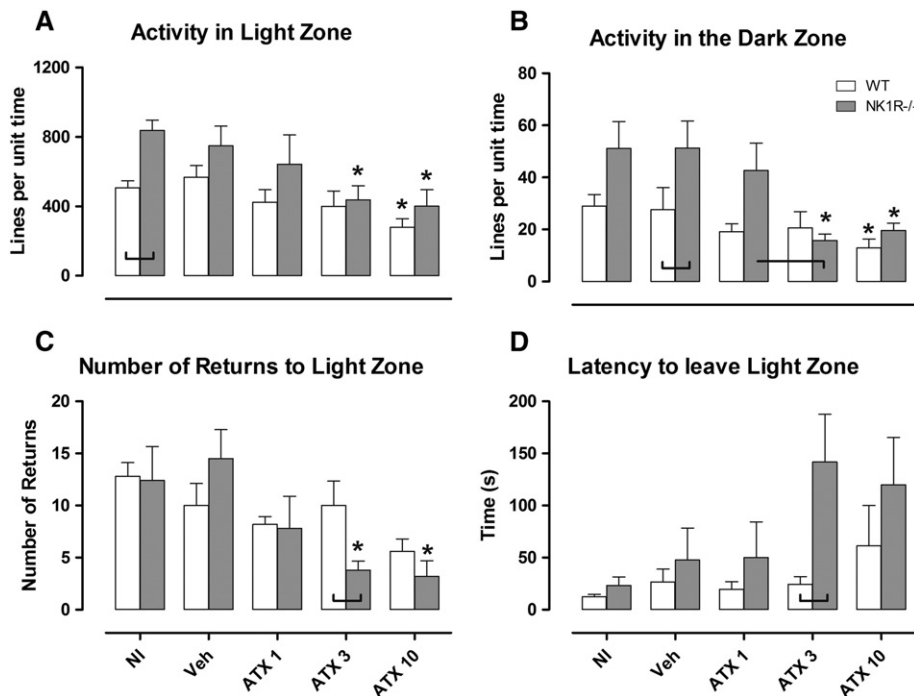 A
Activity in Light Zone
Lines per unit time
1200
800
400
0
*
*
*
B
Activity in the Dark Zone
Lines per unit time
80
60
40
20
0
WT
NK1R-/-
*
*
*
C
Number of Returns to Light Zone
Number of Returns
20
15
10
5
0
*
*
NI
Veh
ATX 1
ATX 3
ATX 10
D
Latency to leave Light Zone
Time (s)
200
150
100
50
0
NI
Veh
ATX 1
ATX 3
ATX 10